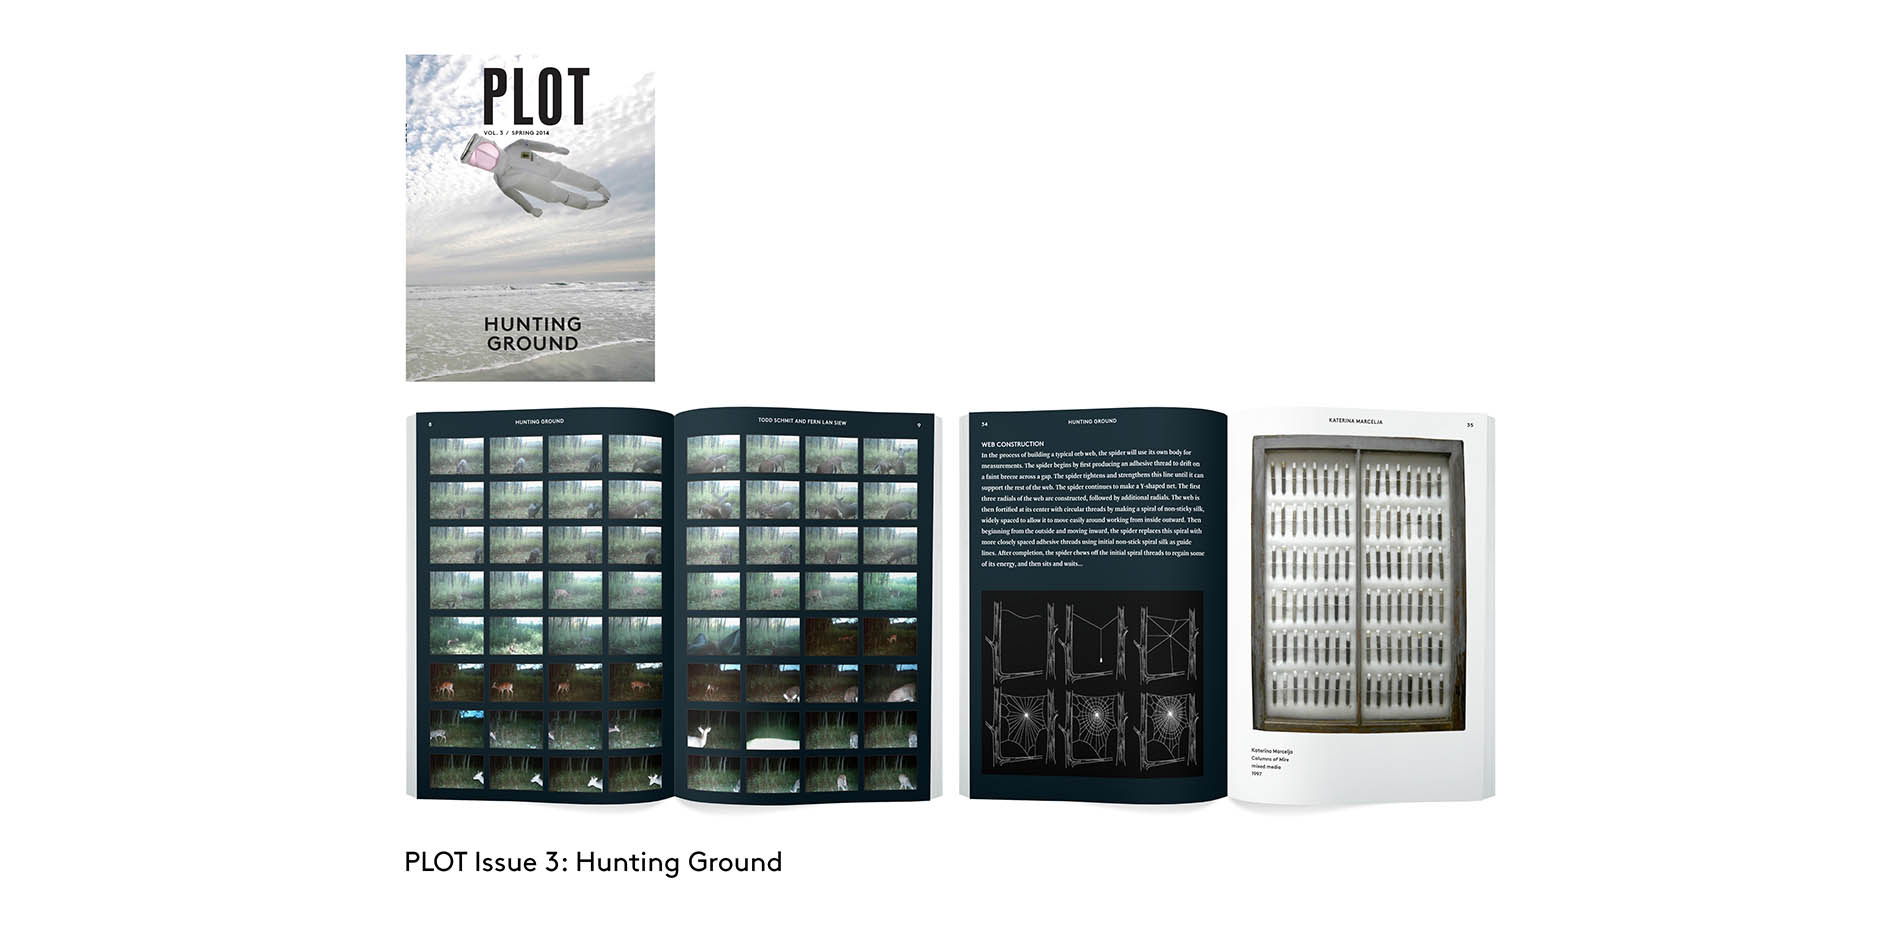 PLOT
VOL. 3 / SPRING 2014
HUNTING
GROUND
8
HUNTING GROUND
TODD SCHMIT AND FERN LAN SIEW
9
34
HUNTING GROUND
WEB CONSTRUCTION
In the process of building a typical orb web, the spider will use its own body for
measurements. The spider begins by first producing an adhesive thread to drift on
a faint breeze across a gap. The spider tightens and strengthens this line until it can
support the rest of the web. The spider continues to make a Y-shaped net. The first
three radials of the web are constructed, followed by additional radials. The web is
then fortified at its center with circular threads by making a spiral of non-sticky silk,
widely spaced to allow it to move easily around working from inside outward. Then
beginning from the outside and moving inward, the spider replaces this spiral with
more closely spaced adhesive threads using initial non-stick spiral silk as guide
lines. After completion, the spider chews off the initial spiral threads to regain some
of its energy, and then sits and waits...
KATERINA MARCELJA
35
Katerina Marcelja
Columns of Mire
mixed media
1997
PLOT Issue 3: Hunting Ground